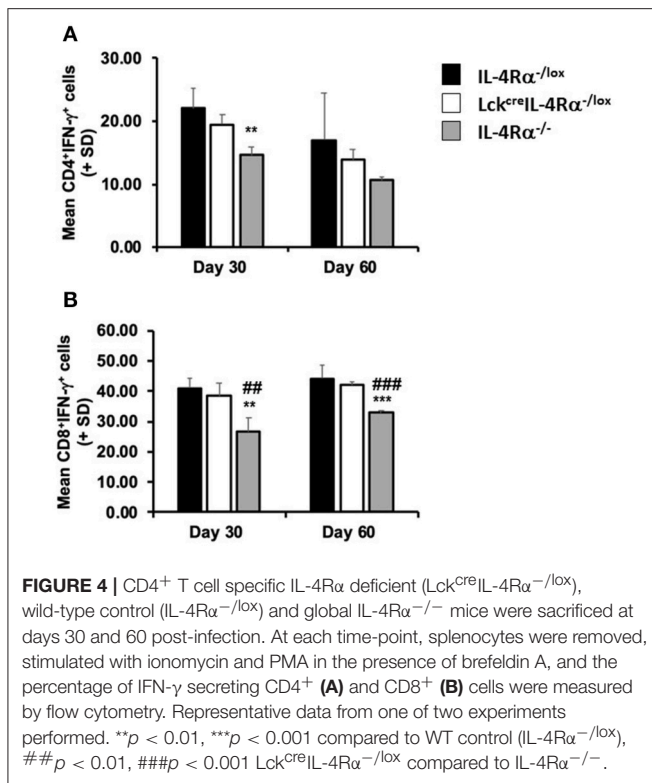 A
30.00
20.00
10.00
0.00
Mean CD4⁺IFN-γ⁺ cells
(+ SD)
Day 30
Day 60
**
IL-4Rα⁻/lox
LckᶜʳᵉIL-4Rα⁻/lox
IL-4Rα⁻/⁻
B
60.00
50.00
40.00
30.00
20.00
10.00
0.00
Mean CD8⁺IFN-γ⁺ cells
(+ SD)
##
**
###
***
Day 30
Day 60
FIGURE 4 | CD4⁺ T cell specific IL-4Rα deficient (LckᶜʳᵉIL-4Rα⁻/lox),
wild-type control (IL-4Rα⁻/lox) and global IL-4Rα⁻/⁻ mice were sacrificed at
days 30 and 60 post-infection. At each time-point, splenocytes were removed,
stimulated with ionomycin and PMA in the presence of brefeldin A, and the
percentage of IFN-γ secreting CD4⁺ (A) and CD8⁺ (B) cells were measured
by flow cytometry. Representative data from one of two experiments
performed. **p < 0.01, ***p < 0.001 compared to WT control (IL-4Rα⁻/lox),
##p < 0.01, ###p < 0.001 LckᶜʳᵉIL-4Rα⁻/lox compared to IL-4Rα⁻/⁻.